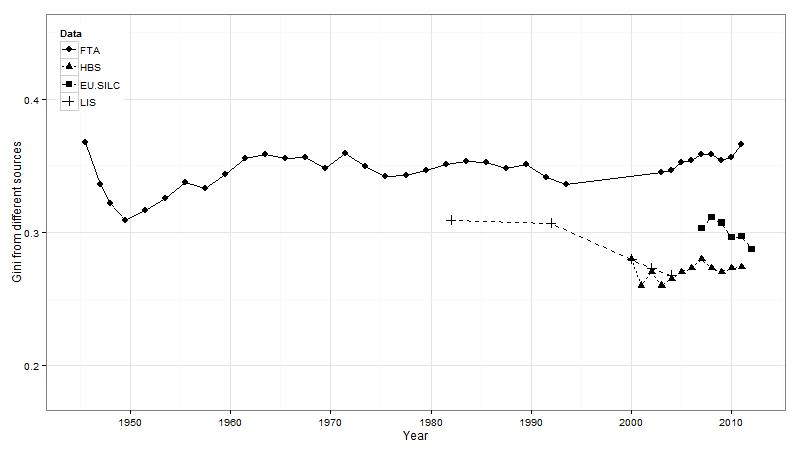 Data
FTA
HBS
EU.SILC
LIS
0.4
0.3
0.2
Gini from different sources
1950
1960
1970
1980
1990
2000
2010
Year